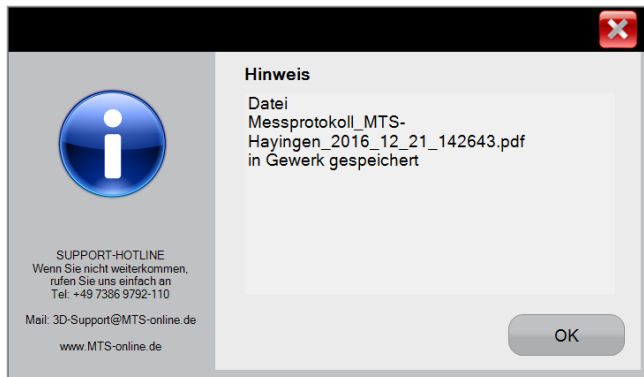 Hinweis
Datei
Messprotokoll_MTS-
Hayingen_2016_12_21_142643.pdf
in Gewerk gespeichert
SUPPORT-HOTLINE
Wenn Sie nicht weiterkommen,
rufen Sie uns einfach an
Tel: +49 7386 9792-110
Mail: 3D-Support@MTS-online.de
www.MTS-online.de
OK